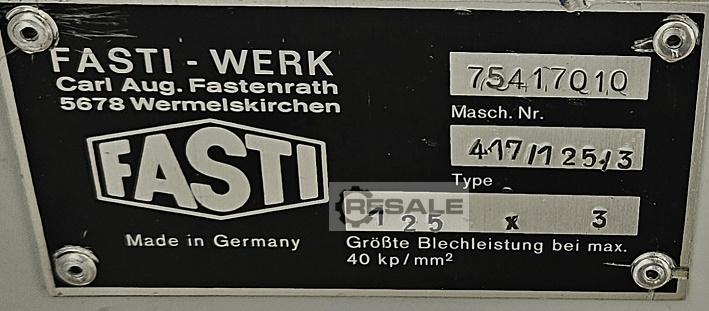 FASTI - WERK
Carl Aug. Fastenrath
5678 Wermelskirchen
FASTI
Made in Germany
75417010
Masch. Nr.
417/125/3
Type
125 x 3
RESALE
Größte Blechleistung bei max.
40 kp/mm²